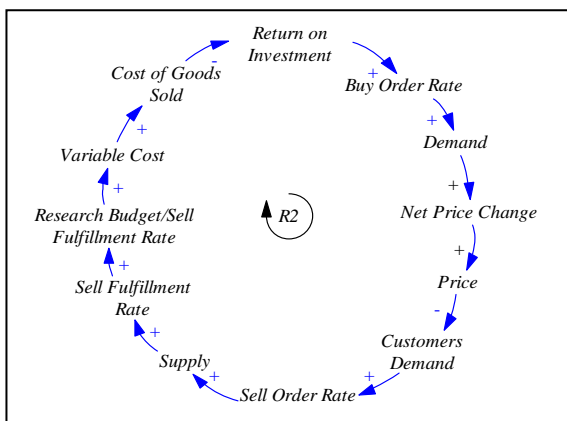 Return on
Investment
+
Buy Order Rate
+
Demand
+
Net Price Change
+
Price
-
Customers
Demand
+
Sell Order Rate
+
Supply
+
Sell Fulfillment
Rate
+
Research Budget/Sell
Fulfillment Rate
+
Variable Cost
+
Cost of Goods
Sold
-
R2